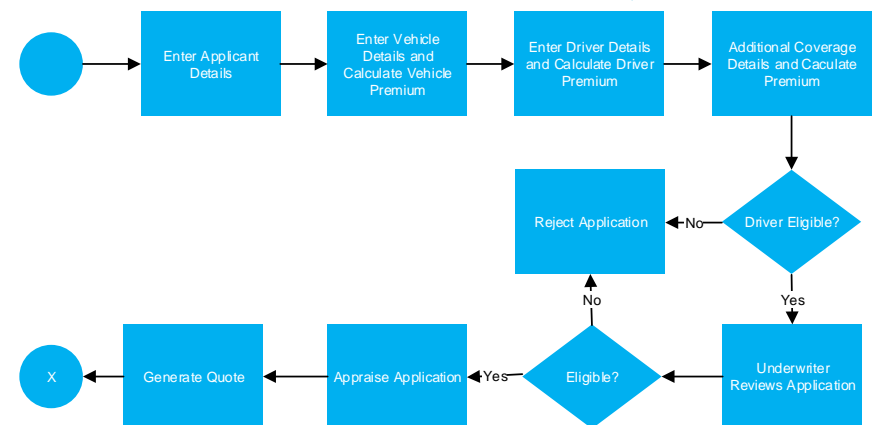 Enter Applicant
Details
Enter Vehicle
Details and
Calculate Vehicle
Premium
Enter Driver Details
and Calculate Driver
Premium
Additional Coverage
Details and Caculate
Premium
Driver Eligible?
No
Reject Application
Yes
Underwriter
Reviews Application
Eligible?
No
Yes
Appraise Application
Generate Quote
X